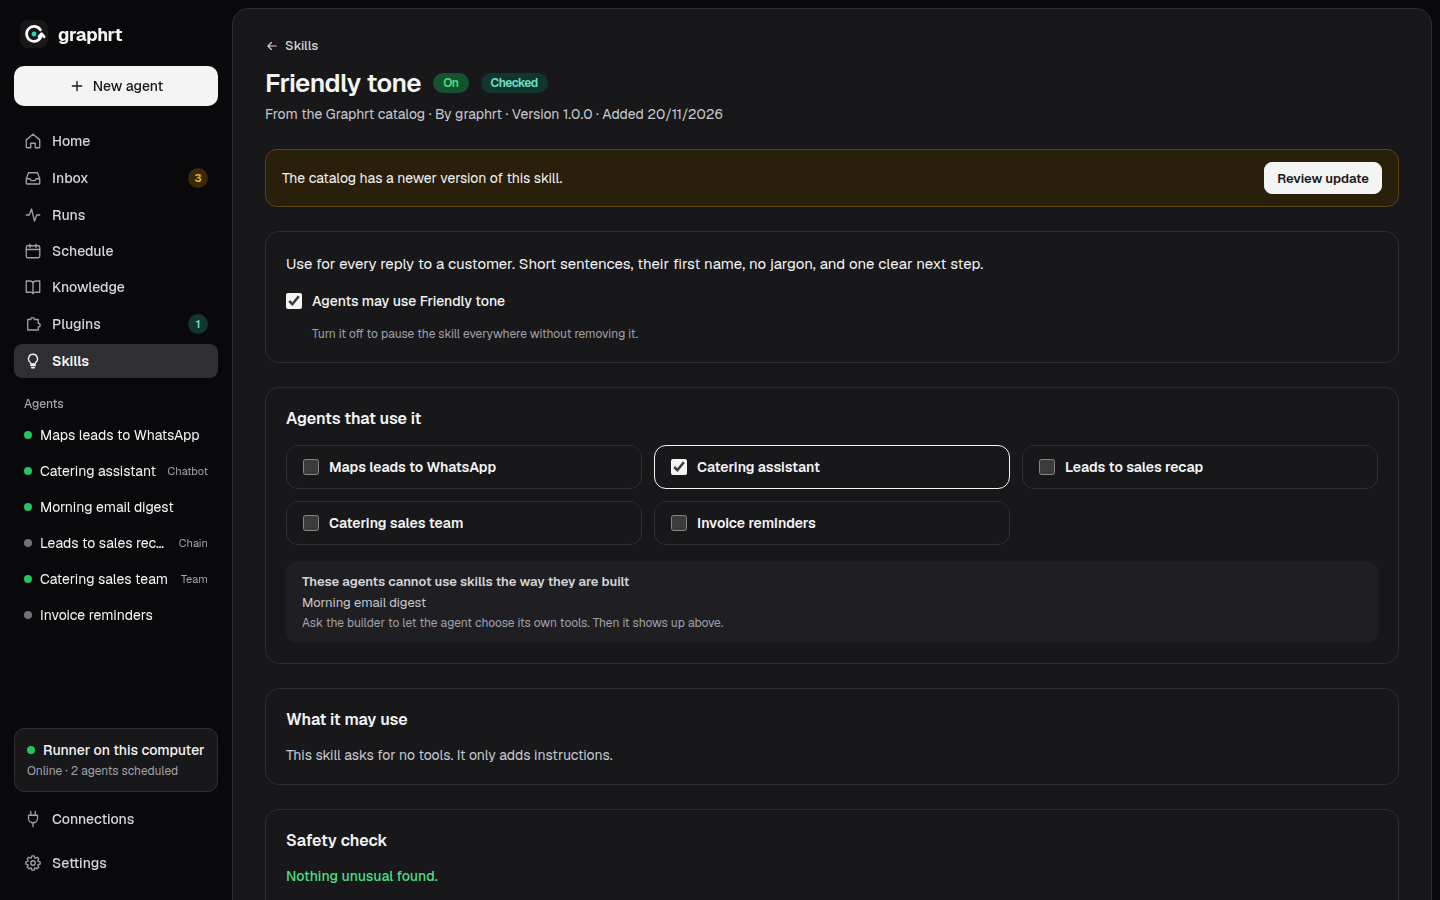 graphrt
New agent
Home
Inbox 3
Runs
Schedule
Knowledge
Plugins 1
Skills
Agents
Maps leads to WhatsApp
Catering assistant Chatbot
Morning email digest
Leads to sales rec... Chain
Catering sales team Team
Invoice reminders
Runner on this computer
Online · 2 agents scheduled
Connections
Settings
← Skills
Friendly tone On Checked
From the Graphrt catalog · By graphrt · Version 1.0.0 · Added 20/11/2026
The catalog has a newer version of this skill. Review update
Use for every reply to a customer. Short sentences, their first name, no jargon, and one clear next step.
Agents may use Friendly tone
Turn it off to pause the skill everywhere without removing it.
Agents that use it
Maps leads to WhatsApp Catering assistant Leads to sales recap
Catering sales team Invoice reminders
These agents cannot use skills the way they are built
Morning email digest
Ask the builder to let the agent choose its own tools. Then it shows up above.
What it may use
This skill asks for no tools. It only adds instructions.
Safety check
Nothing unusual found.